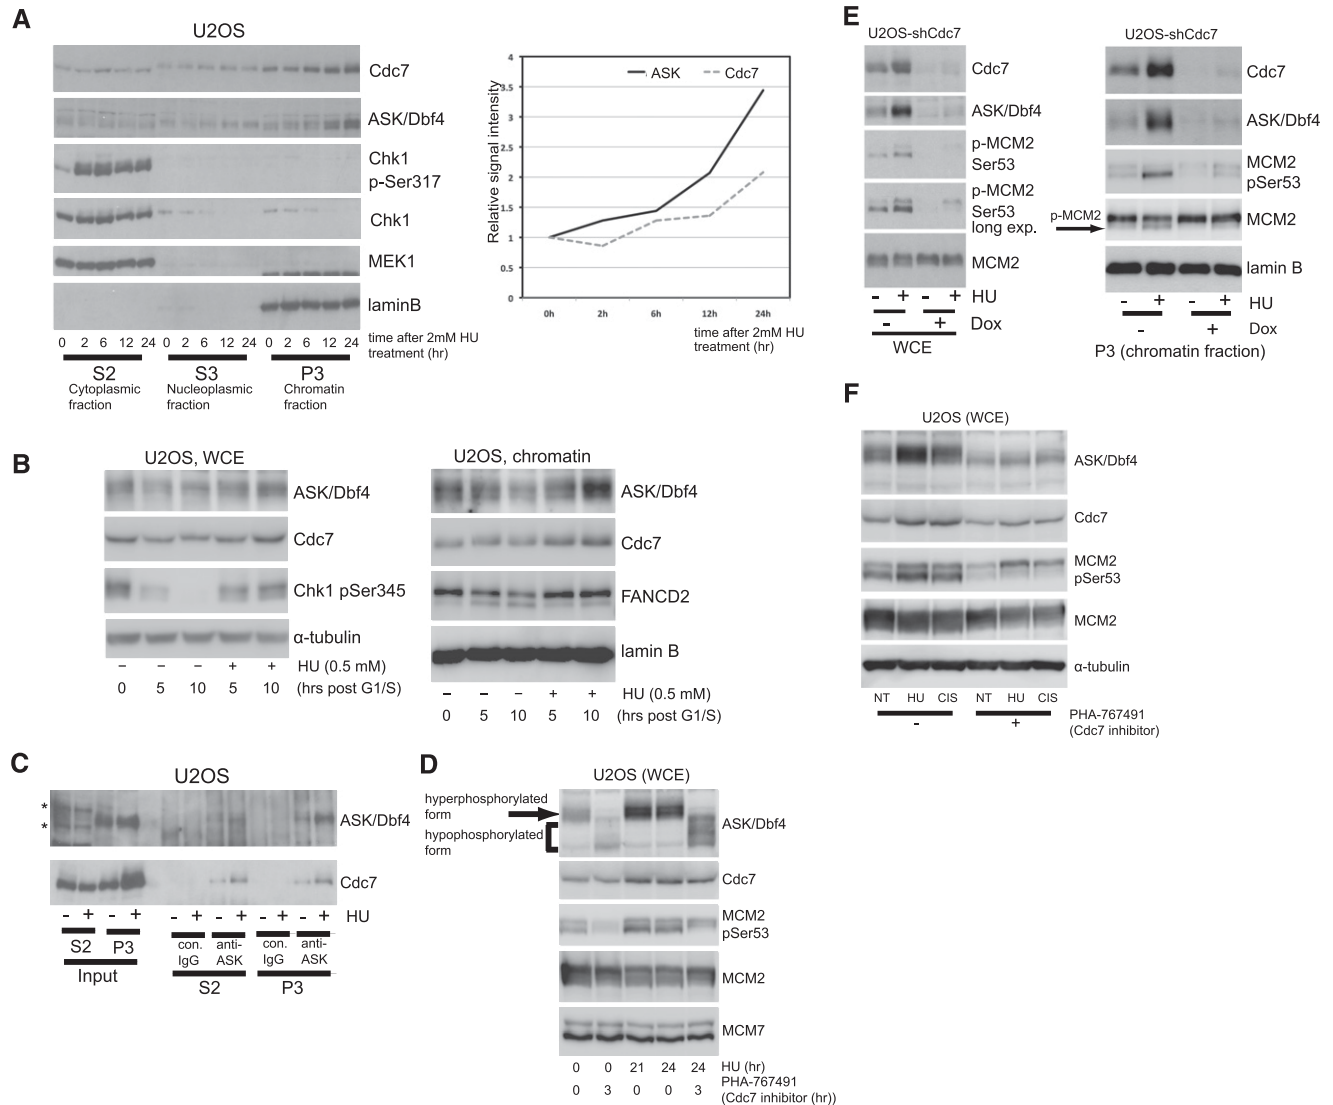 A
U2OS
Cdc7
ASK/Dbf4
Chk1
p-Ser317
Chk1
MEK1
laminB
0 2 6 12 24 0 2 6 12 24 0 2 6 12 24
time after 2mM HU
treatment (hr)
S2
Cytoplasmic
fraction
S3
Nucleoplasmic
fraction
P3
Chromatin
fraction
Relative signal intensity
4
3.5
3
2.5
2
1.5
1
0.5
0
ASK
Cdc7
0h 2h 6h 12h 24h
time after 2mM HU
treatment (hr)
B
U2OS, WCE
ASK/Dbf4
Cdc7
Chk1 pSer345
α-tubulin
– – – + + HU (0.5 mM)
0 5 10 5 10 (hrs post G1/S)
U2OS, chromatin
ASK/Dbf4
Cdc7
FANCD2
lamin B
– – – + + HU (0.5 mM)
0 5 10 5 10 (hrs post G1/S)
C
U2OS
*
*
ASK/Dbf4
Cdc7
- + - + - + - + - + - + HU
S2 P3
Input
con.
IgG
anti-
ASK
con.
IgG
anti-
ASK
S2 P3
D
U2OS (WCE)
hyperphosphorylated
form
hypophosphorylated
form
ASK/Dbf4
Cdc7
MCM2
pSer53
MCM2
MCM7
0 0 21 24 24 HU (hr)
0 3 0 0 3 PHA-767491
(Cdc7 inhibitor (hr))
E
U2OS-shCdc7
Cdc7
ASK/Dbf4
p-MCM2
Ser53
p-MCM2
Ser53
long exp.
MCM2
- + - + HU
- + Dox
WCE
U2OS-shCdc7
Cdc7
ASK/Dbf4
MCM2
pSer53
p-MCM2
MCM2
lamin B
- + - + HU
- + Dox
P3 (chromatin fraction)
F
U2OS (WCE)
ASK/Dbf4
Cdc7
MCM2
pSer53
MCM2
α-tubulin
NT HU CIS NT HU CIS
- + PHA-767491
(Cdc7 inhibitor)